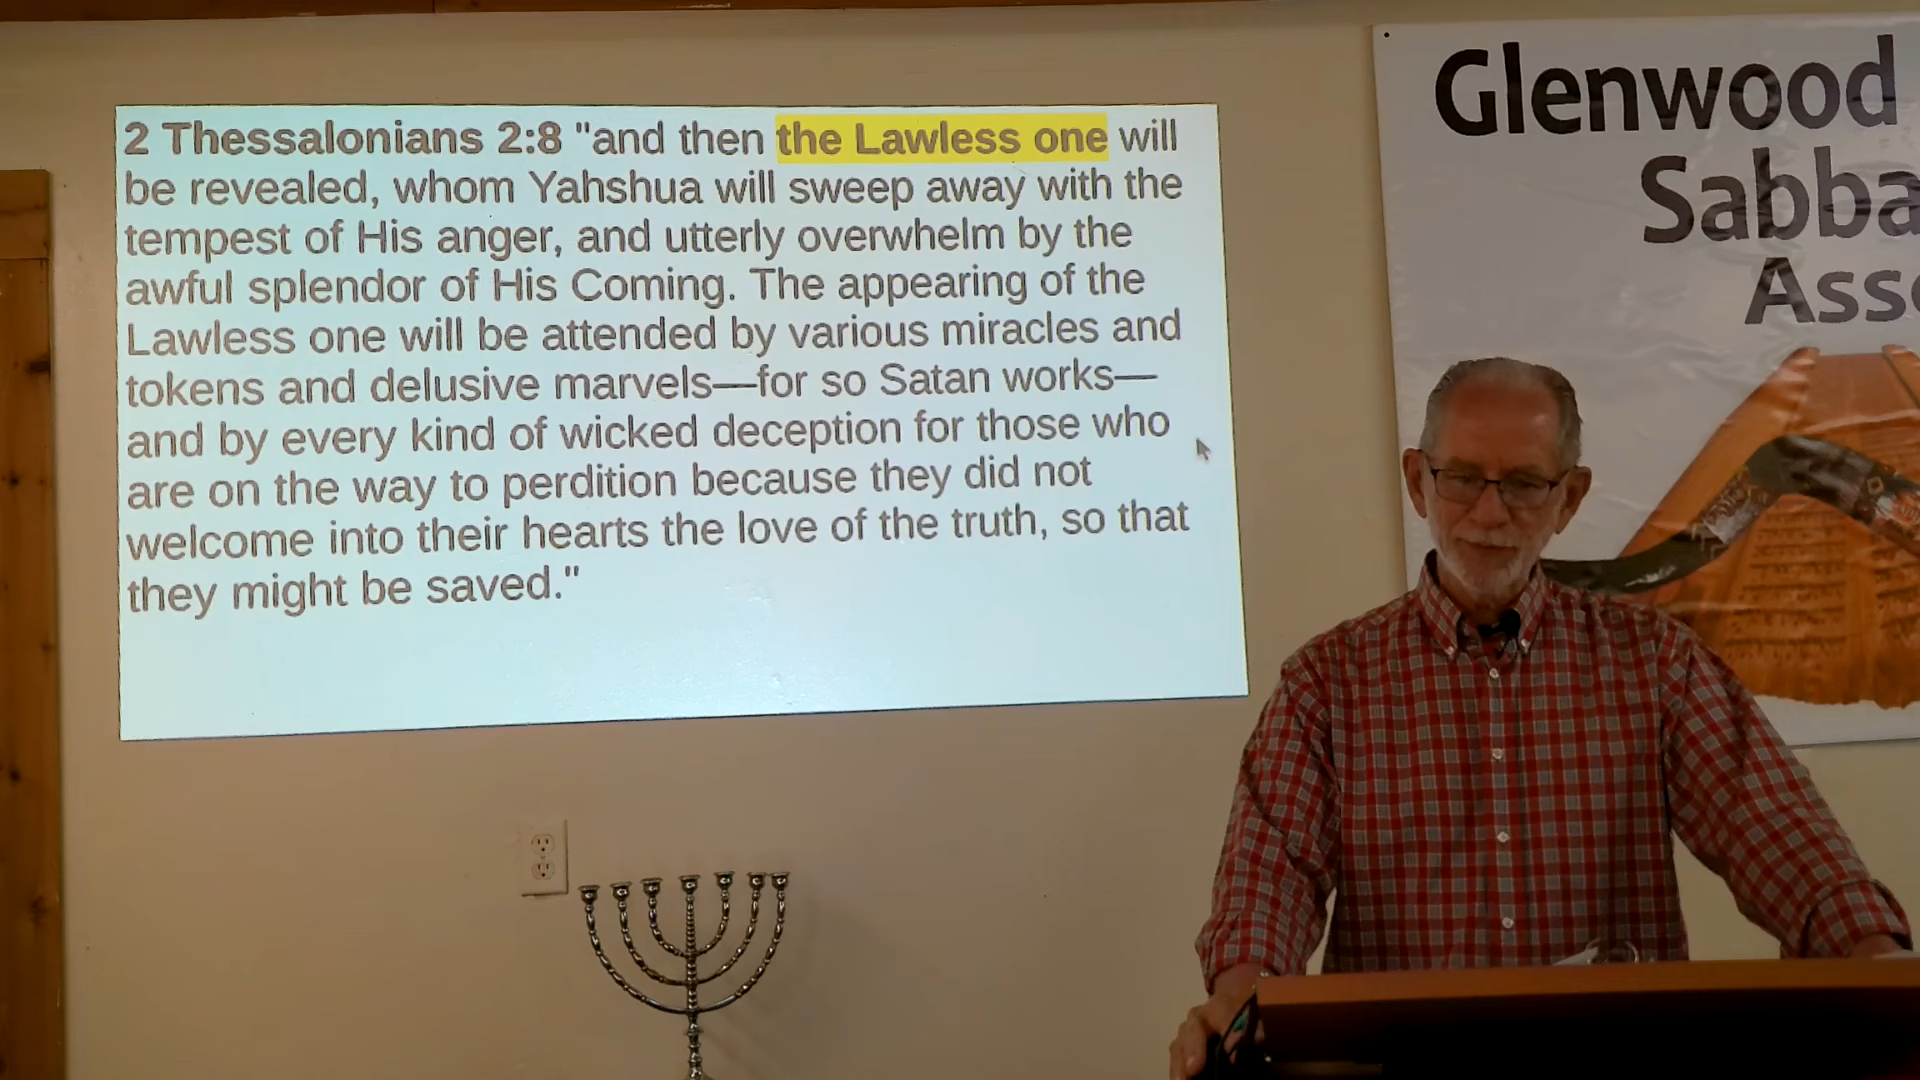 2 Thessalonians 2:8 "and then the Lawless one will
be revealed, whom Yahshua will sweep away with the
tempest of His anger, and utterly overwhelm by the
awful splendor of His Coming. The appearing of the
Lawless one will be attended by various miracles and
tokens and delusive marvels—for so Satan works—
and by every kind of wicked deception for those who
are on the way to perdition because they did not
welcome into their hearts the love of the truth, so that
they might be saved."
Glenwood
Sabba
Asse